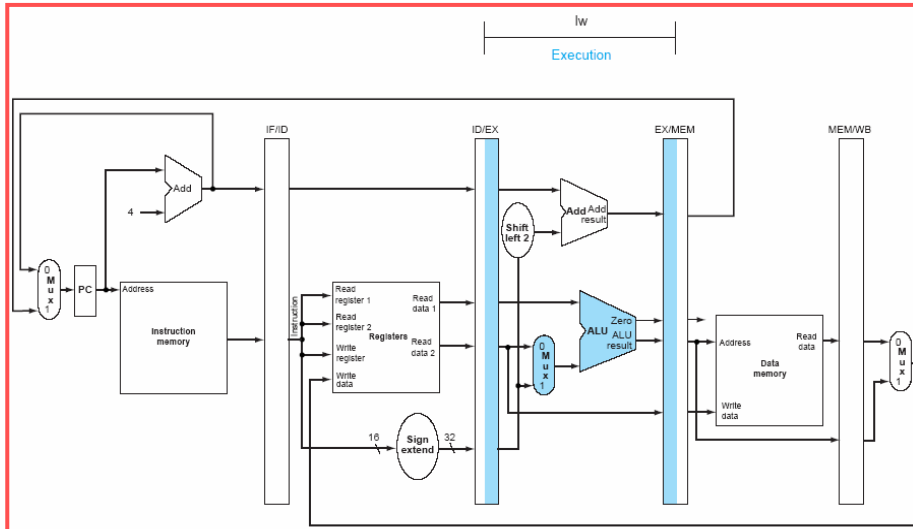 lw
Execution
IF/ID
ID/EX
EX/MEM
MEM/WB
Add
4
Shift
left 2
Add Add
result
0
M
u
x
1
PC
Address
Instruction
memory
Instruction
Read
register 1
Read
register 2
Write
register
Write
data
Registers
Read
data 1
Read
data 2
0
M
u
x
1
ALU
Zero
ALU
result
Address
Write
data
Data
memory
Read
data
0
M
u
x
1
16
Sign
extend
32